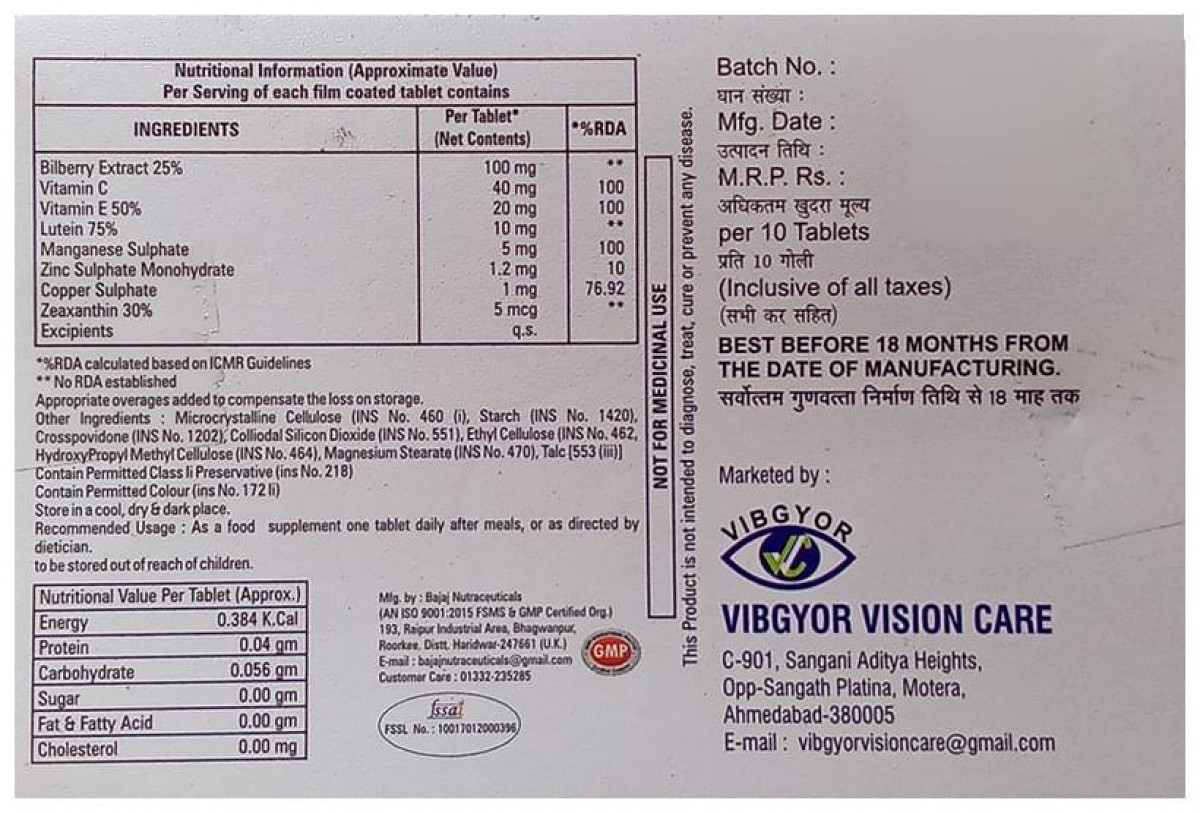 Nutritional Information (Approximate Value)
Per Serving of each film coated tablet contains
INGREDIENTS Per Tablet* (Net Contents) *%RDA
Bilberry Extract 25% 100 mg **
Vitamin C 40 mg 100
Vitamin E 50% 20 mg 100
Lutein 75% 10 mg **
Manganese Sulphate 5 mg 100
Zinc Sulphate Monohydrate 1.2 mg 10
Copper Sulphate 1 mg 76.92
Zeaxanthin 30% 5 mcg **
Excipients q.s.
*%RDA calculated based on ICMR Guidelines
** No RDA established
Appropriate overages added to compensate the loss on storage.
Other Ingredients : Microcrystalline Cellulose (INS No. 460 (i), Starch (INS No. 1420),
Crosspovidone (INS No. 1202), Colliodal Silicon Dioxide (INS No. 551), Ethyl Cellulose (INS No. 462,
HydroxyPropyl Methyl Cellulose (INS No. 464), Magnesium Stearate (INS No. 470), Talc [553 (iii)]
Contain Permitted Class Ii Preservative (ins No. 218)
Contain Permitted Colour (ins No. 172 Ii)
Store in a cool, dry & dark place.
Recommended Usage : As a food supplement one tablet daily after meals, or as directed by
dietician.
to be stored out of reach of children.
Nutritional Value Per Tablet (Approx.)
Energy 0.384 K.Cal
Protein 0.04 gm
Carbohydrate 0.056 gm
Sugar 0.00 gm
Fat & Fatty Acid 0.00 gm
Cholesterol 0.00 mg
Mfg. by : Bajaj Nutraceuticals
(AN ISO 9001:2015 FSMS & GMP Certified Org.)
193, Raipur Industrial Area, Bhagwanpur,
Roorkee, Distt. Haridwar-247661 (U.K.)
E-mail : bajajnutraceuticals@gmail.com
Customer Care : 01332-235285
GMP
fssai
FSSL No. : 10017012000396
NOT FOR MEDICINAL USE
This Product is not intended to diagnose, treat, cure or prevent any disease.
Batch No. :
घान संख्या :
Mfg. Date :
उत्पादन तिथि :
M.R.P. Rs. :
अधिकतम खुदरा मूल्य
per 10 Tablets
प्रति 10 गोली
(Inclusive of all taxes)
(सभी कर सहित)
BEST BEFORE 18 MONTHS FROM
THE DATE OF MANUFACTURING.
सर्वोत्तम गुणवत्ता निर्माण तिथि से 18 माह तक
Marketed by :
VIBGYOR
VIBGYOR VISION CARE
C-901, Sangani Aditya Heights,
Opp-Sangath Platina, Motera,
Ahmedabad-380005
E-mail : vibgyorvisioncare@gmail.com